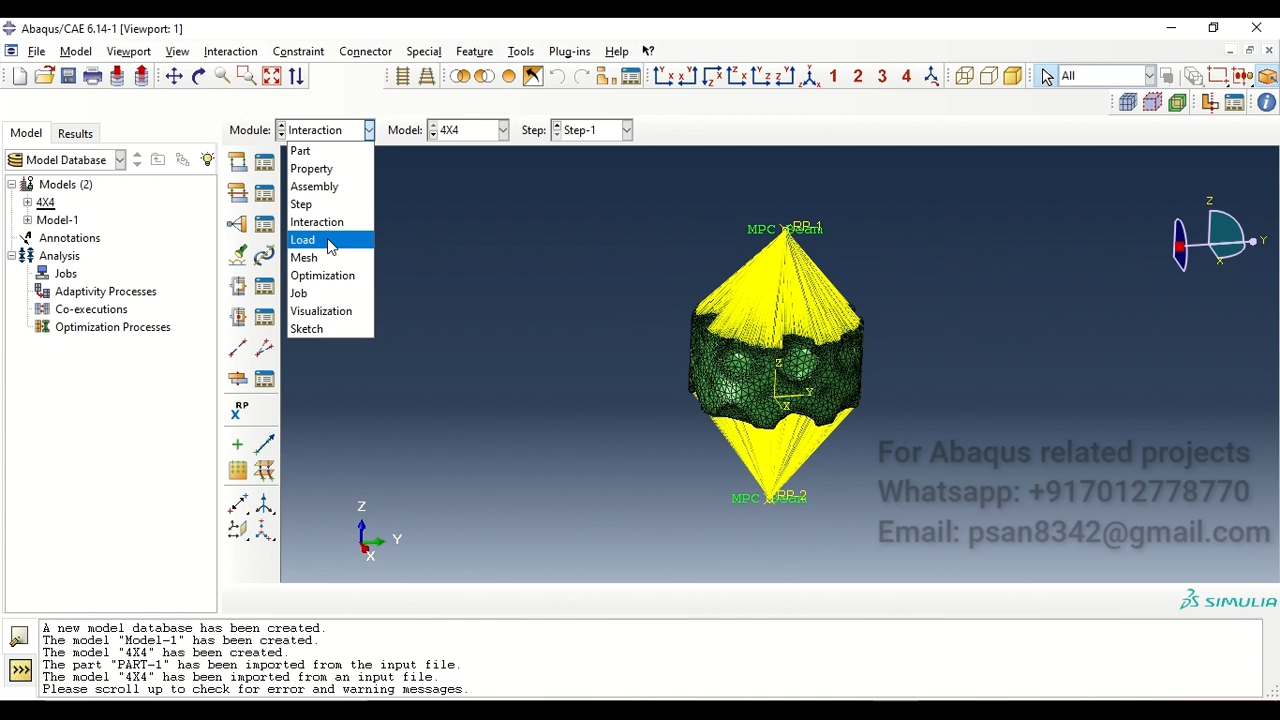 Abaqus/CAE 6.14-1 [Viewport: 1]
File Model Viewport View Interaction Constraint Connector Special Feature Tools Plug-ins Help
1 2 3 4 All
Model Results Module: Interaction Model: 4X4 Step: Step-1
Model Database
Models (2)
4X4
Model-1
Annotations
Analysis
Jobs
Adaptivity Processes
Co-executions
Optimization Processes
Part
Property
Assembly
Step
Interaction
Load
Mesh
Optimization
Job
Visualization
Sketch
RP
MPC Beam RP-1
Z
Y
X
MPC Beam RP-2
Z
Y
X
Z
Y
X
For Abaqus related projects
Whatsapp: +917012778770
Email: psan8342@gmail.com
SIMULIA
A new model database has been created.
The model "Model-1" has been created.
The model "4X4" has been created.
The part "PART-1" has been imported from the input file.
The model "4X4" has been imported from an input file.
Please scroll up to check for error and warning messages.